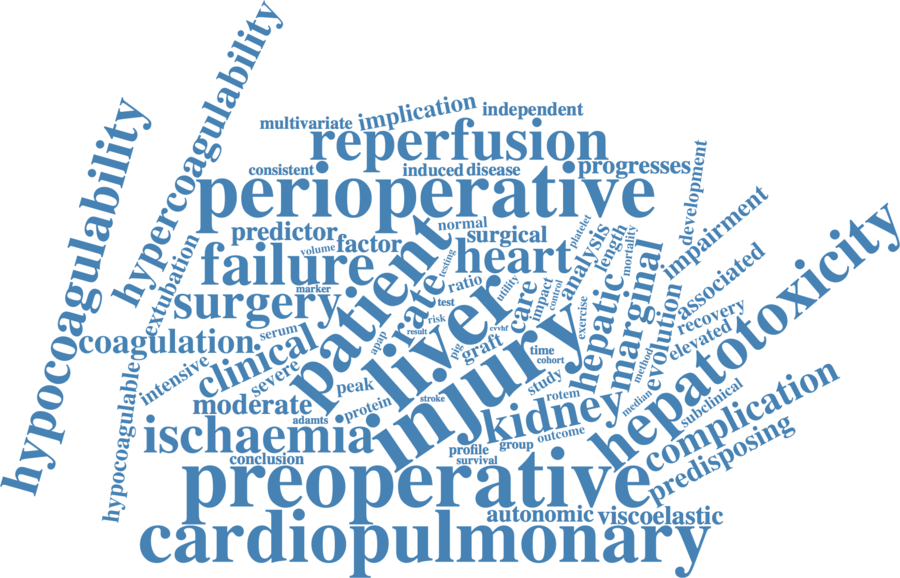 hypocoagulability
hypercoagulability
multivariate
implication
independent
reperfusion
consistent
induced
disease
progresses
perioperative
development
predictor
volume
factor
normal
surgical
platelet
failure
marker
patient
testing
heart
analysis
length
mortality
impairment
extubation
surgery
rate
ratio
utility
care
impact
control
coagulation
serum
result
risk
test
liver
cvvhf
exercise
hepatic
marginal
evolution
associated
recovery
elevated
hepatotoxicity
hypocoagulable
intensive
clinical
severe
apap
pig
graft
time
cohort
injury
method
moderate
peak
protein
stroke
study
rotem
median
subclinical
adamts
ischaemia
kidney
outcome
profile
group
survival
conclusion
complication
predisposing
preoperative
autonomic
viscoelastic
cardiopulmonary